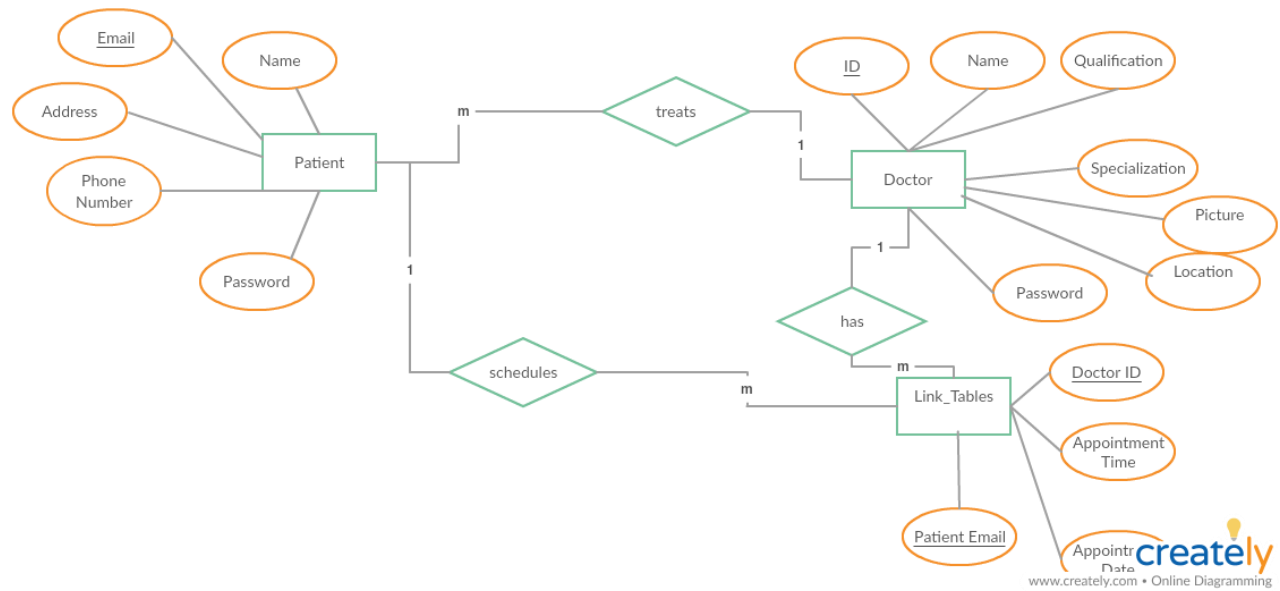 Email
Name
Address
Phone
Number
Patient
Password
m
treats
1
ID
Name
Qualification
Doctor
Specialization
Picture
Location
Password
1
has
m
1
schedules
m
Link_Tables
Doctor ID
Appointment
Time
Patient Email
Date
creately
www.creately.com • Online Diagramming